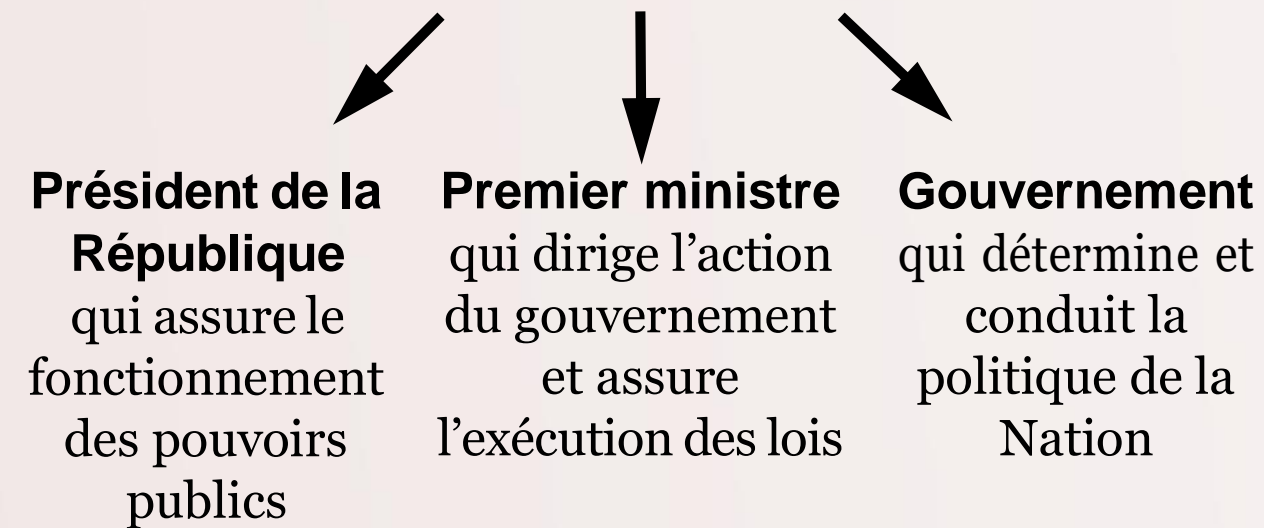 Président de la
République
qui assure le
fonctionnement
des pouvoirs
publics
Premier ministre
qui dirige l’action
du gouvernement
et assure
l’exécution des lois
Gouvernement
qui détermine et
conduit la
politique de la
Nation